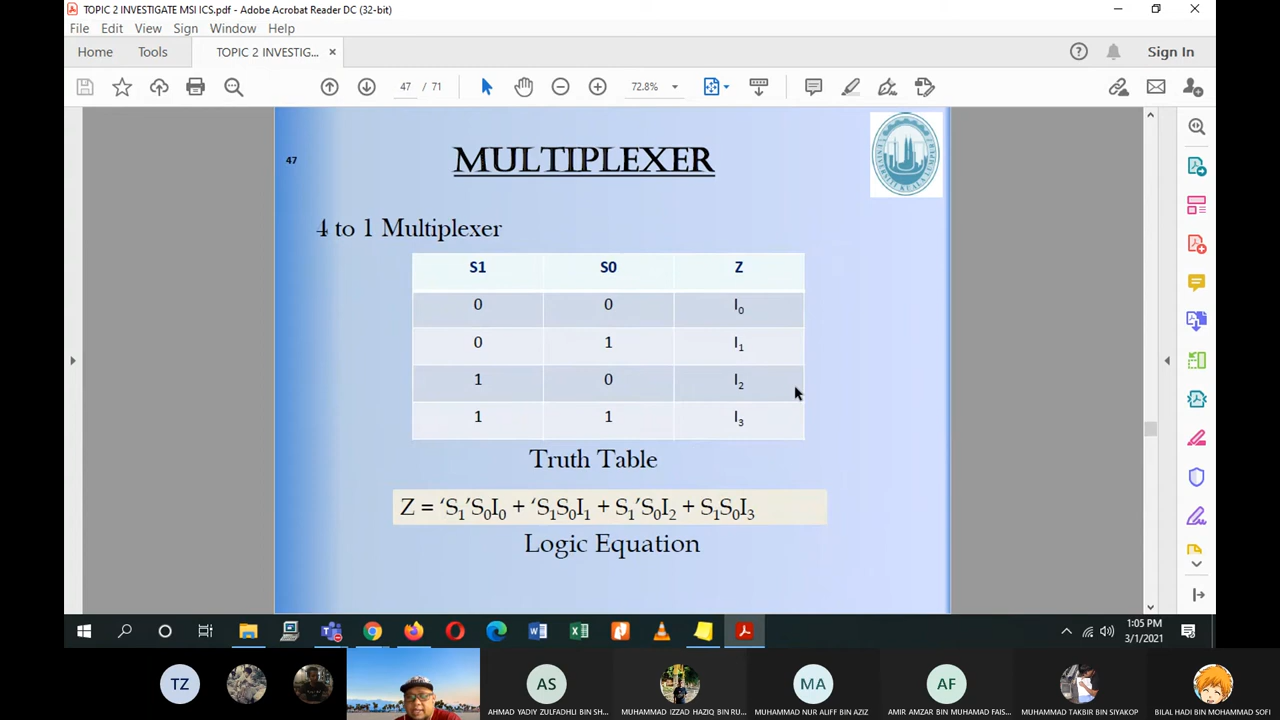 TOPIC 2 INVESTIGATE MSI ICS.pdf - Adobe Acrobat Reader DC (32-bit)
File Edit View Sign Window Help
Home Tools TOPIC 2 INVESTIG... × Sign In
47 / 71 72.8%
47
MULTIPLEXER
4 to 1 Multiplexer
S1 S0 Z
0 0 I₀
0 1 I₁
1 0 I₂
1 1 I₃
Truth Table
Z = ‘S₁’S₀I₀ + ‘S₁S₀I₁ + S₁’S₀I₂ + S₁S₀I₃
Logic Equation
1:05 PM
3/1/2021
TZ AS MA AF
AHMAD YADIY ZULFADHLI BIN SH... MUHAMMAD IZZAD HAZIQ BIN RU... MUHAMMAD NUR ALIFF BIN AZIZ AMIR AMZAR BIN MUHAMAD FAIS... MUHAMMAD TAKBIR BIN SIYAKOP BILAL HADI BIN MOHAMMAD SOFI